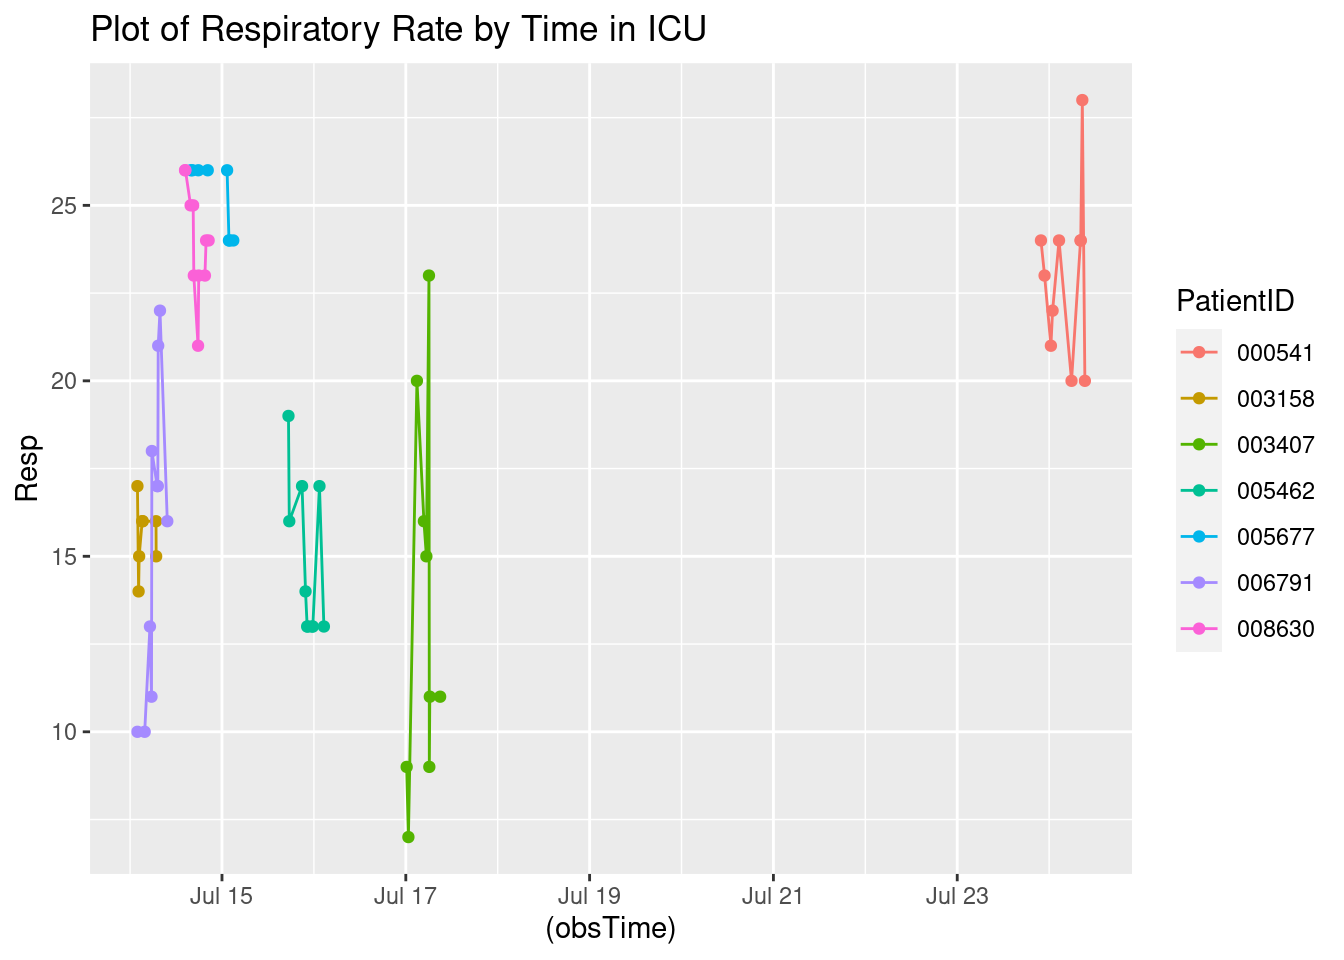 Plot of Respiratory Rate by Time in ICU
25
20
15
10
Resp
Jul 15
Jul 17
Jul 19
Jul 21
Jul 23
(obsTime)
PatientID
000541
003158
003407
005462
005677
006791
008630